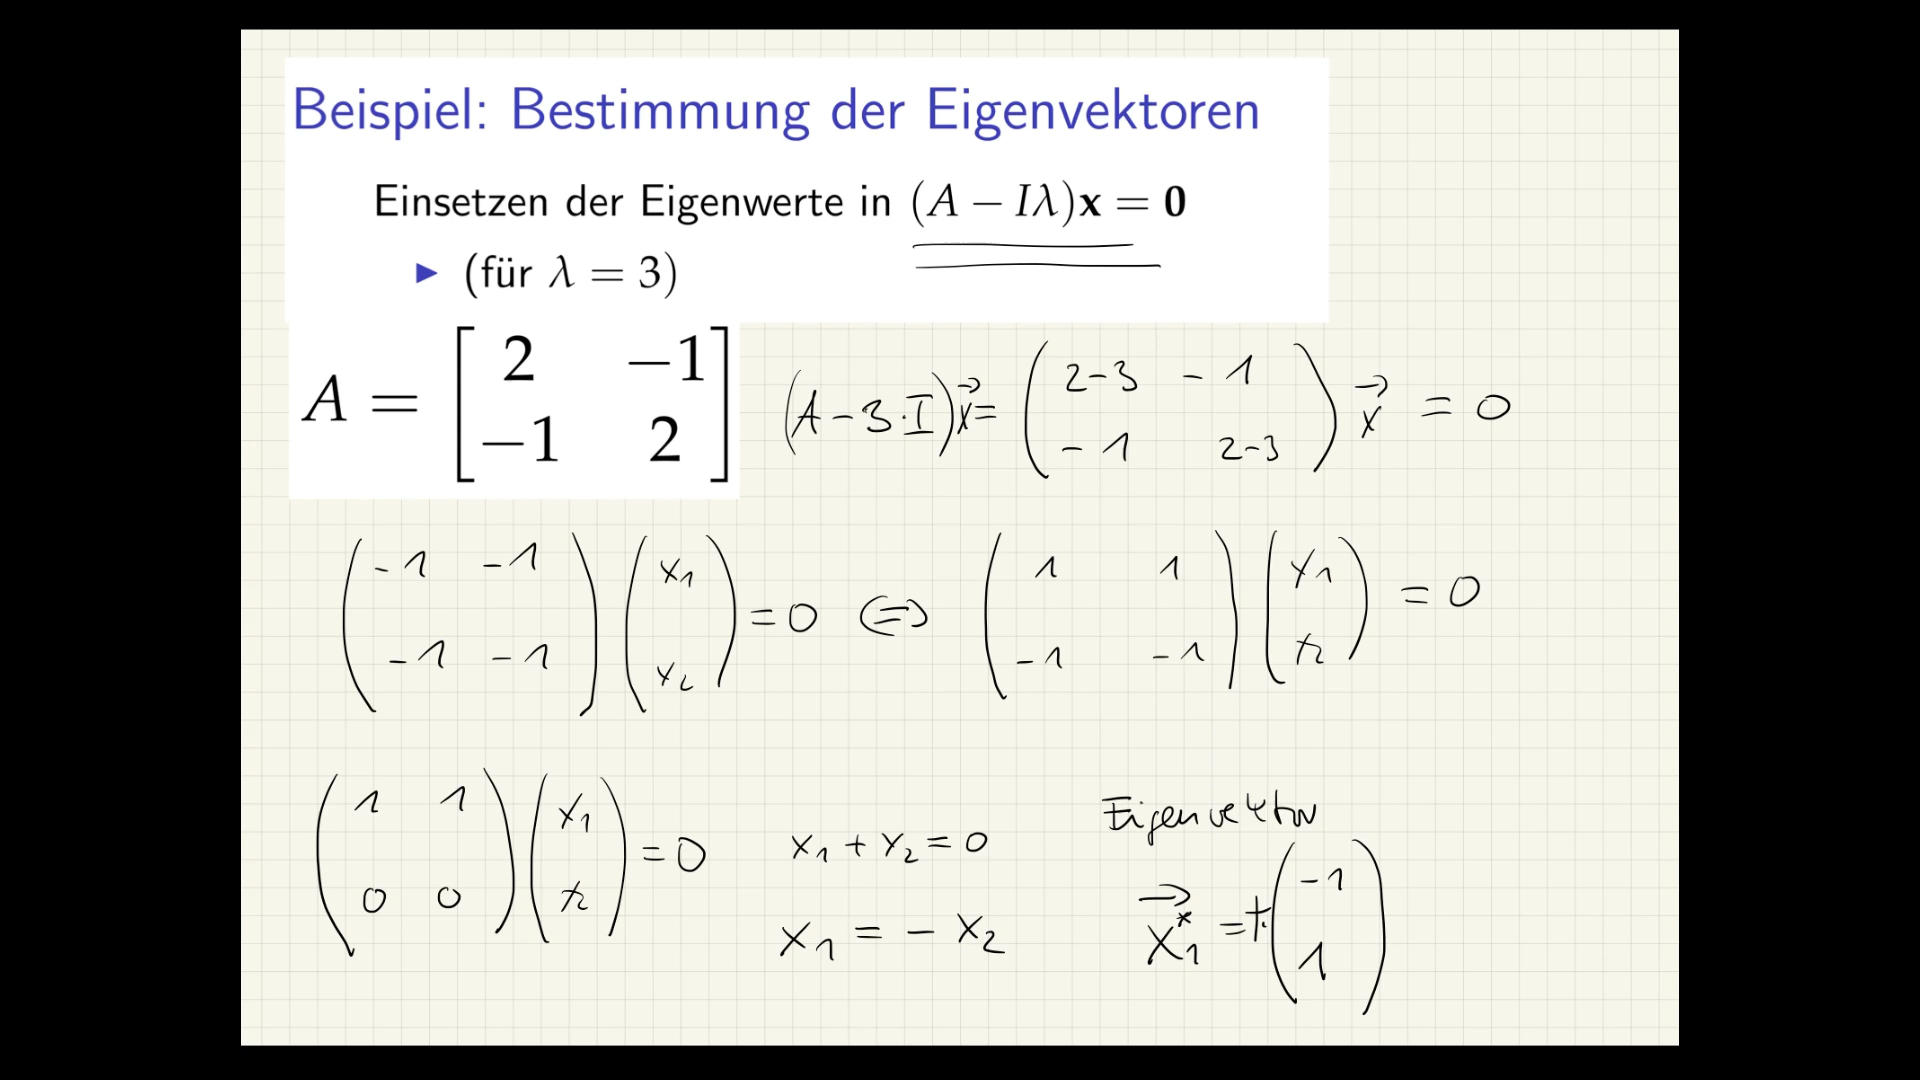 Beispiel: Bestimmung der Eigenvektoren
Einsetzen der Eigenwerte in (A − Iλ)x = 0
▶ (für λ = 3)
A = [2 −1; −1 2]
(A − 3·I)x⃗ = (2−3 −1; −1 2−3) x⃗ = 0
(−1 −1; −1 −1)(x₁; x₂) = 0 ⇔ (1 1; −1 −1)(x₁; x₂) = 0
(1 1; 0 0)(x₁; x₂) = 0
x₁ + x₂ = 0
x₁ = − x₂
Eigenvektor
x⃗₁* = t·(−1; 1)